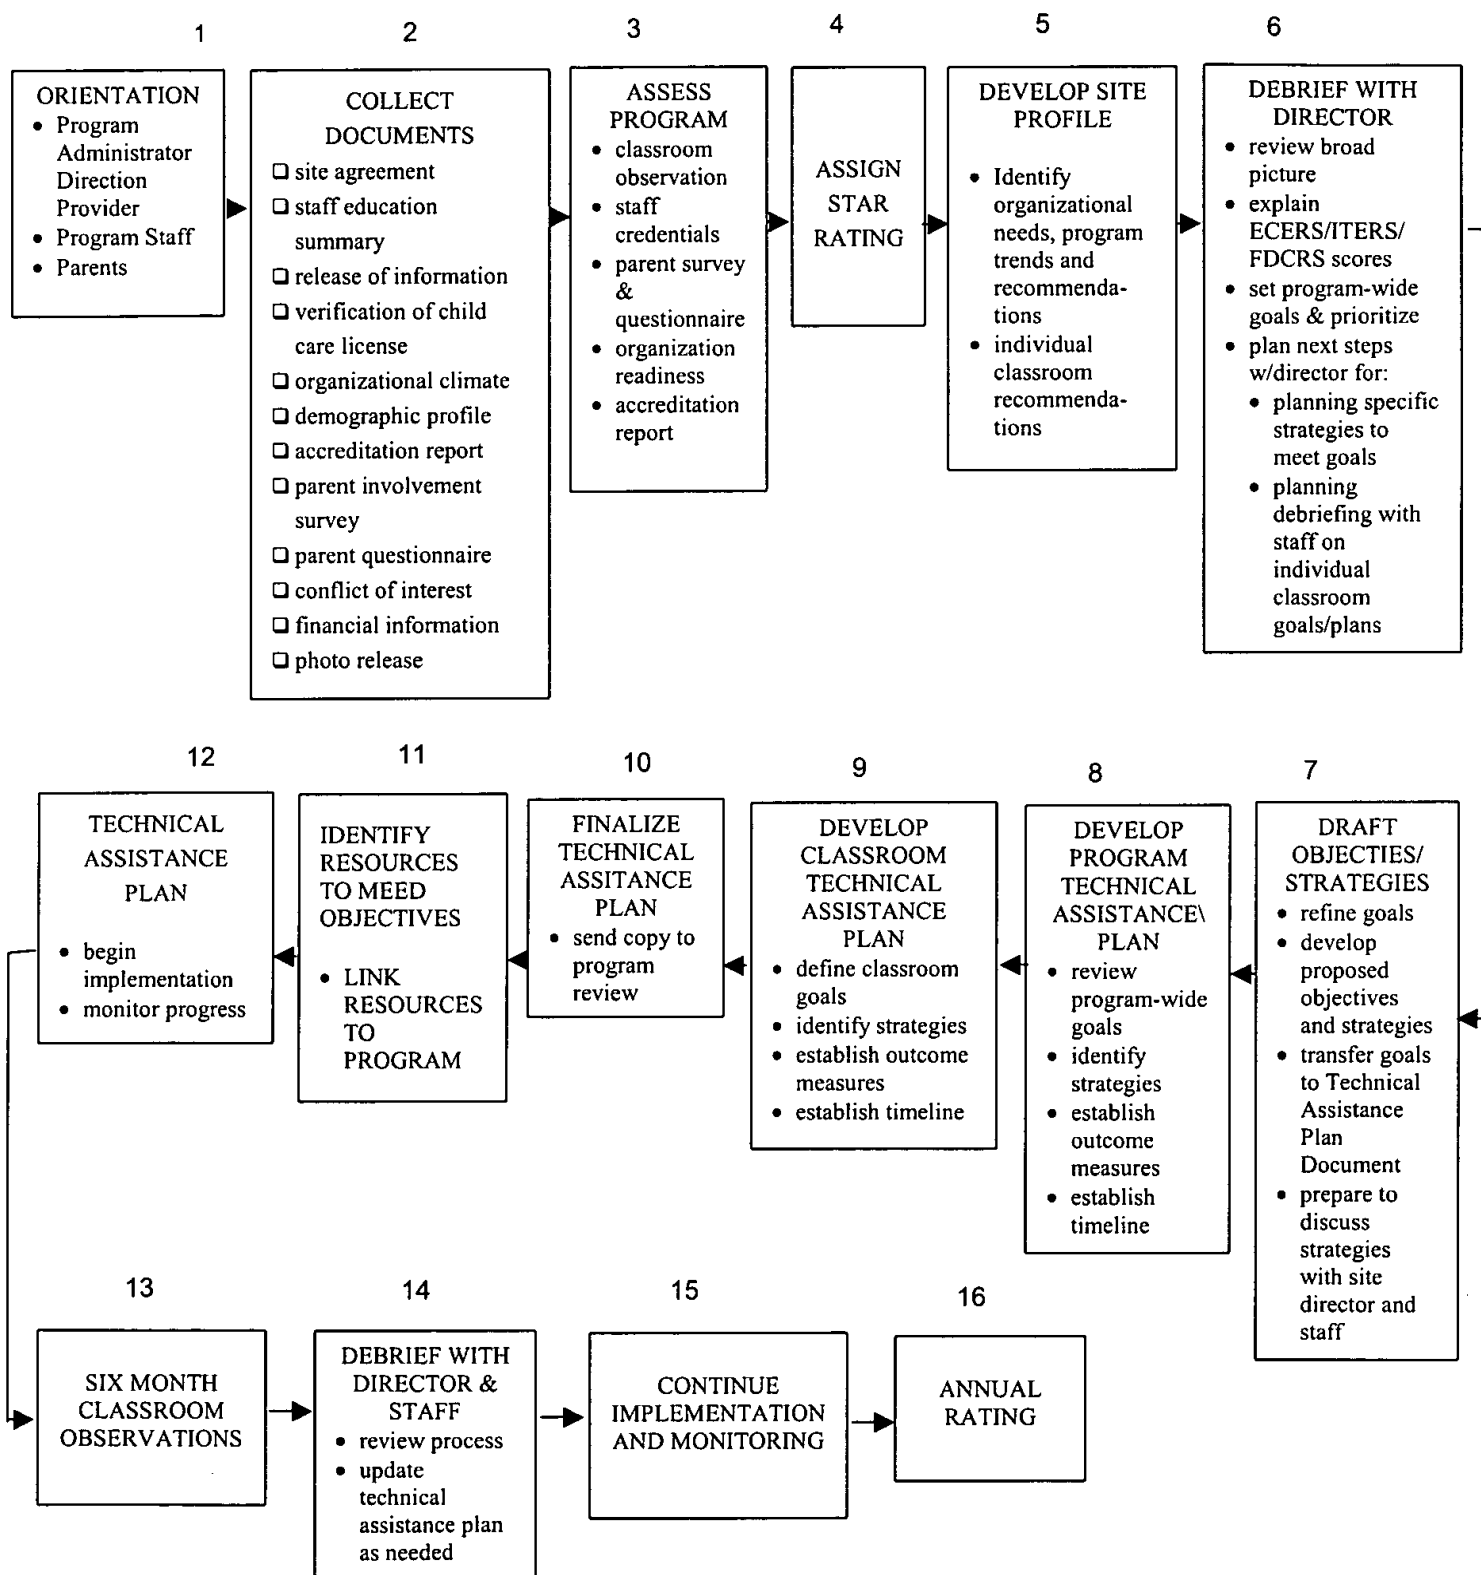 1
ORIENTATION
• Program
Administrator
Direction
Provider
• Program Staff
• Parents
2
COLLECT
DOCUMENTS
❑ site agreement
❑ staff education
summary
❑ release of information
❑ verification of child
care license
❑ organizational climate
❑ demographic profile
❑ accreditation report
❑ parent involvement
survey
❑ parent questionnaire
❑ conflict of interest
❑ financial information
❑ photo release
3
ASSESS
PROGRAM
• classroom
observation
• staff
credentials
• parent survey
&
questionnaire
• organization
readiness
• accreditation
report
4
ASSIGN
STAR
RATING
5
DEVELOP SITE
PROFILE
• Identify
organizational
needs, program
trends and
recommenda-
tions
• individual
classroom
recommenda-
tions
6
DEBRIEF WITH
DIRECTOR
• review broad
picture
• explain
ECERS/ITERS/
FDCRS scores
• set program-wide
goals & prioritize
• plan next steps
w/director for:
• planning specific
strategies to
meet goals
• planning
debriefing with
staff on
individual
classroom
goals/plans
7
DRAFT
OBJECTIES/
STRATEGIES
• refine goals
• develop
proposed
objectives
and strategies
• transfer goals
to Technical
Assistance
Plan
Document
• prepare to
discuss
strategies
with site
director and
staff
8
DEVELOP
PROGRAM
TECHNICAL
ASSISTANCE\
PLAN
• review
program-wide
goals
• identify
strategies
• establish
outcome
measures
• establish
timeline
9
DEVELOP
CLASSROOM
TECHNICAL
ASSISTANCE
PLAN
• define classroom
goals
• identify strategies
• establish outcome
measures
• establish timeline
10
FINALIZE
TECHNICAL
ASSITANCE
PLAN
• send copy to
program
review
11
IDENTIFY
RESOURCES
TO MEED
OBJECTIVES
• LINK
RESOURCES
TO
PROGRAM
12
TECHNICAL
ASSISTANCE
PLAN
• begin
implementation
• monitor progress
13
SIX MONTH
CLASSROOM
OBSERVATIONS
14
DEBRIEF WITH
DIRECTOR &
STAFF
• review process
• update
technical
assistance plan
as needed
15
CONTINUE
IMPLEMENTATION
AND MONITORING
16
ANNUAL
RATING